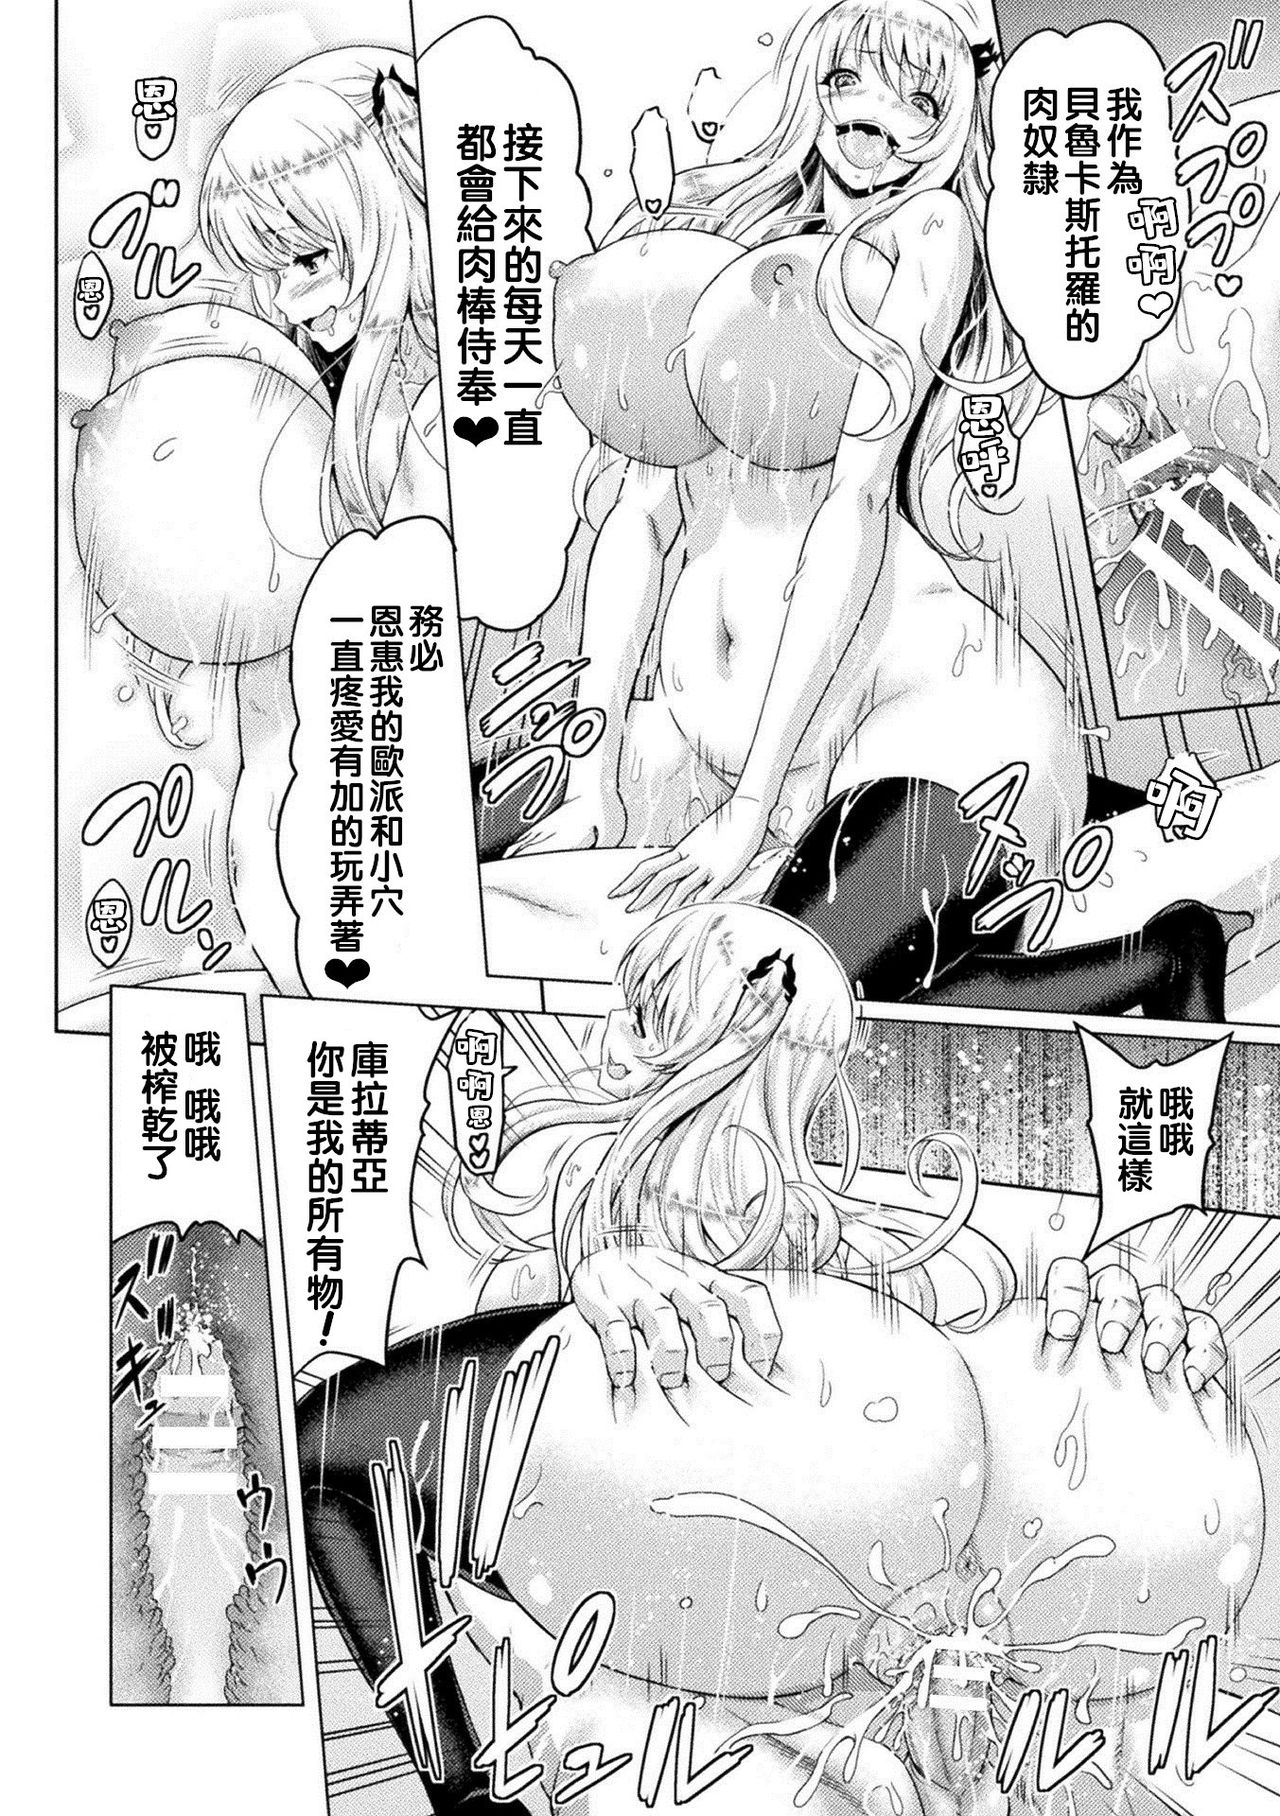 我作為
貝魯卡斯托羅的
肉奴隸
啊啊
接下來的每天一直
都會給肉棒侍奉❤
恩呼
啊
恩
恩
恩
務必
恩惠我的歐派和小穴
一直疼愛有加的玩弄著❤
哦哦
就這樣
啊啊啊
恩恩
庫拉蒂亞
你是我的所有物！
哦 哦哦
被榨乾了